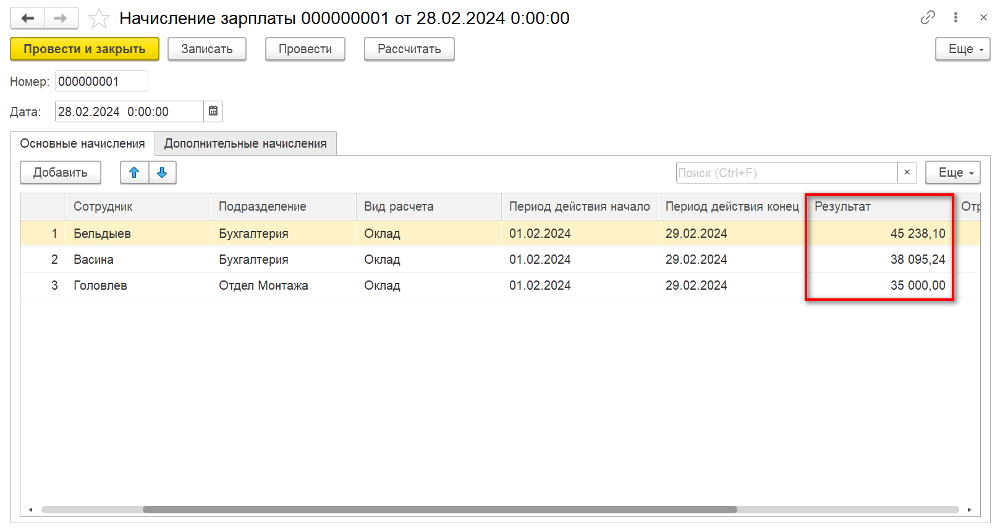 Начисление зарплаты 000000001 от 28.02.2024 0:00:00
Провести и закрыть Записать Провести Рассчитать Еще
Номер: 000000001
Дата: 28.02.2024 0:00:00
Основные начисления Дополнительные начисления
Добавить Поиск (Ctrl+F) × Еще
Сотрудник Подразделение Вид расчета Период действия начало Период действия конец Результат Отр
1 Бельдыев Бухгалтерия Оклад 01.02.2024 29.02.2024 45 238,10
2 Васина Бухгалтерия Оклад 01.02.2024 29.02.2024 38 095,24
3 Головлев Отдел Монтажа Оклад 01.02.2024 29.02.2024 35 000,00